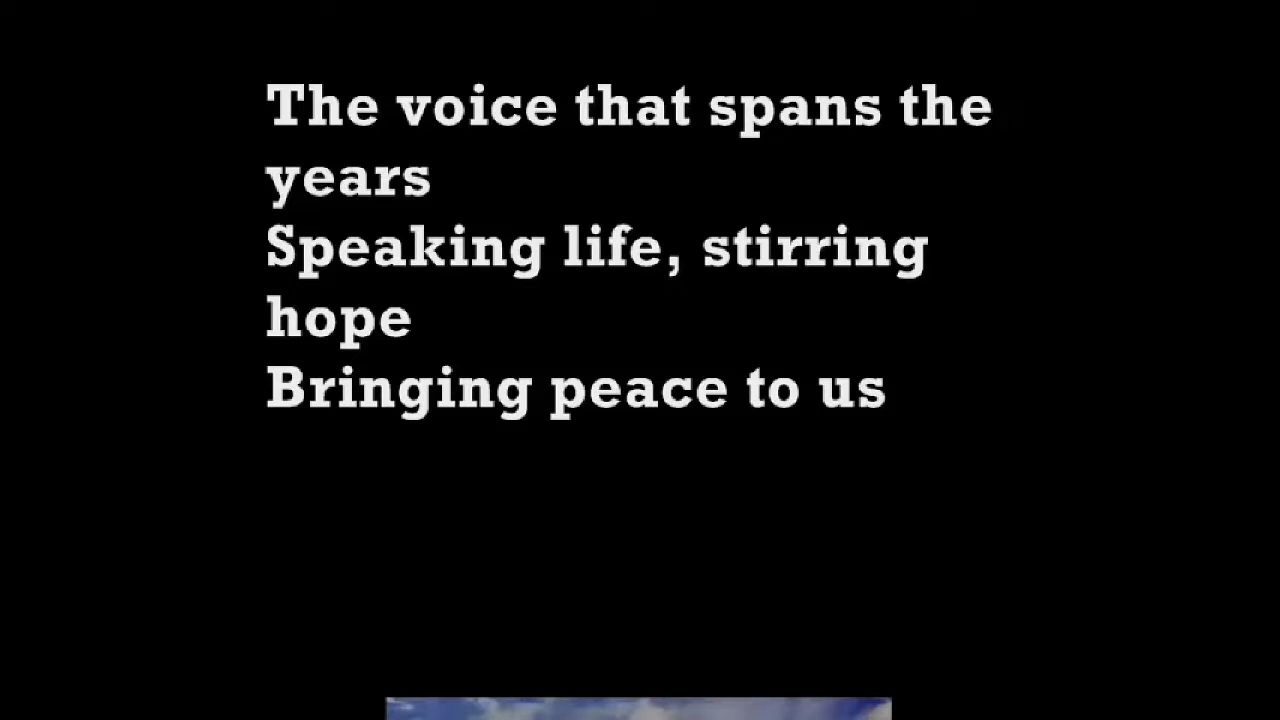 The voice that spans the
years
Speaking life, stirring
hope
Bringing peace to us